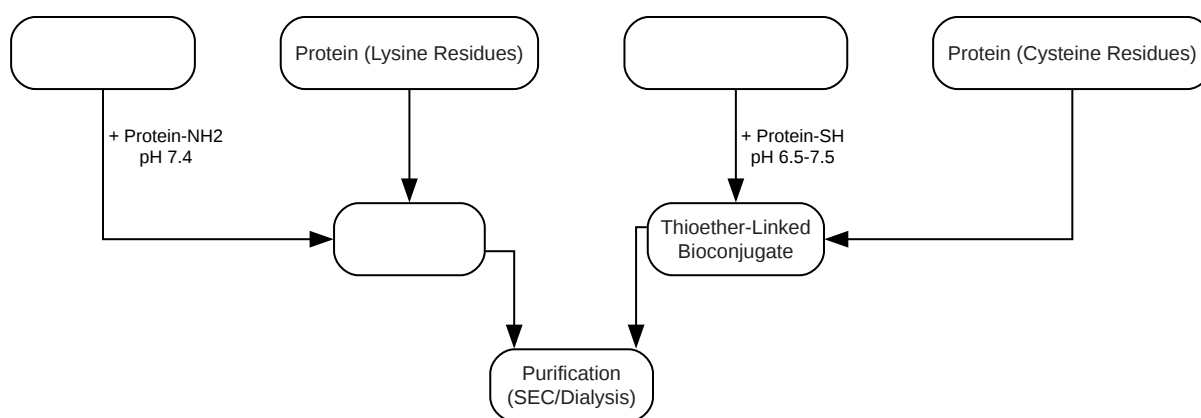 Protein (Lysine Residues)
Protein (Cysteine Residues)
+ Protein-NH2
pH 7.4
+ Protein-SH
pH 6.5-7.5
Thioether-Linked
Bioconjugate
Purification
(SEC/Dialysis)